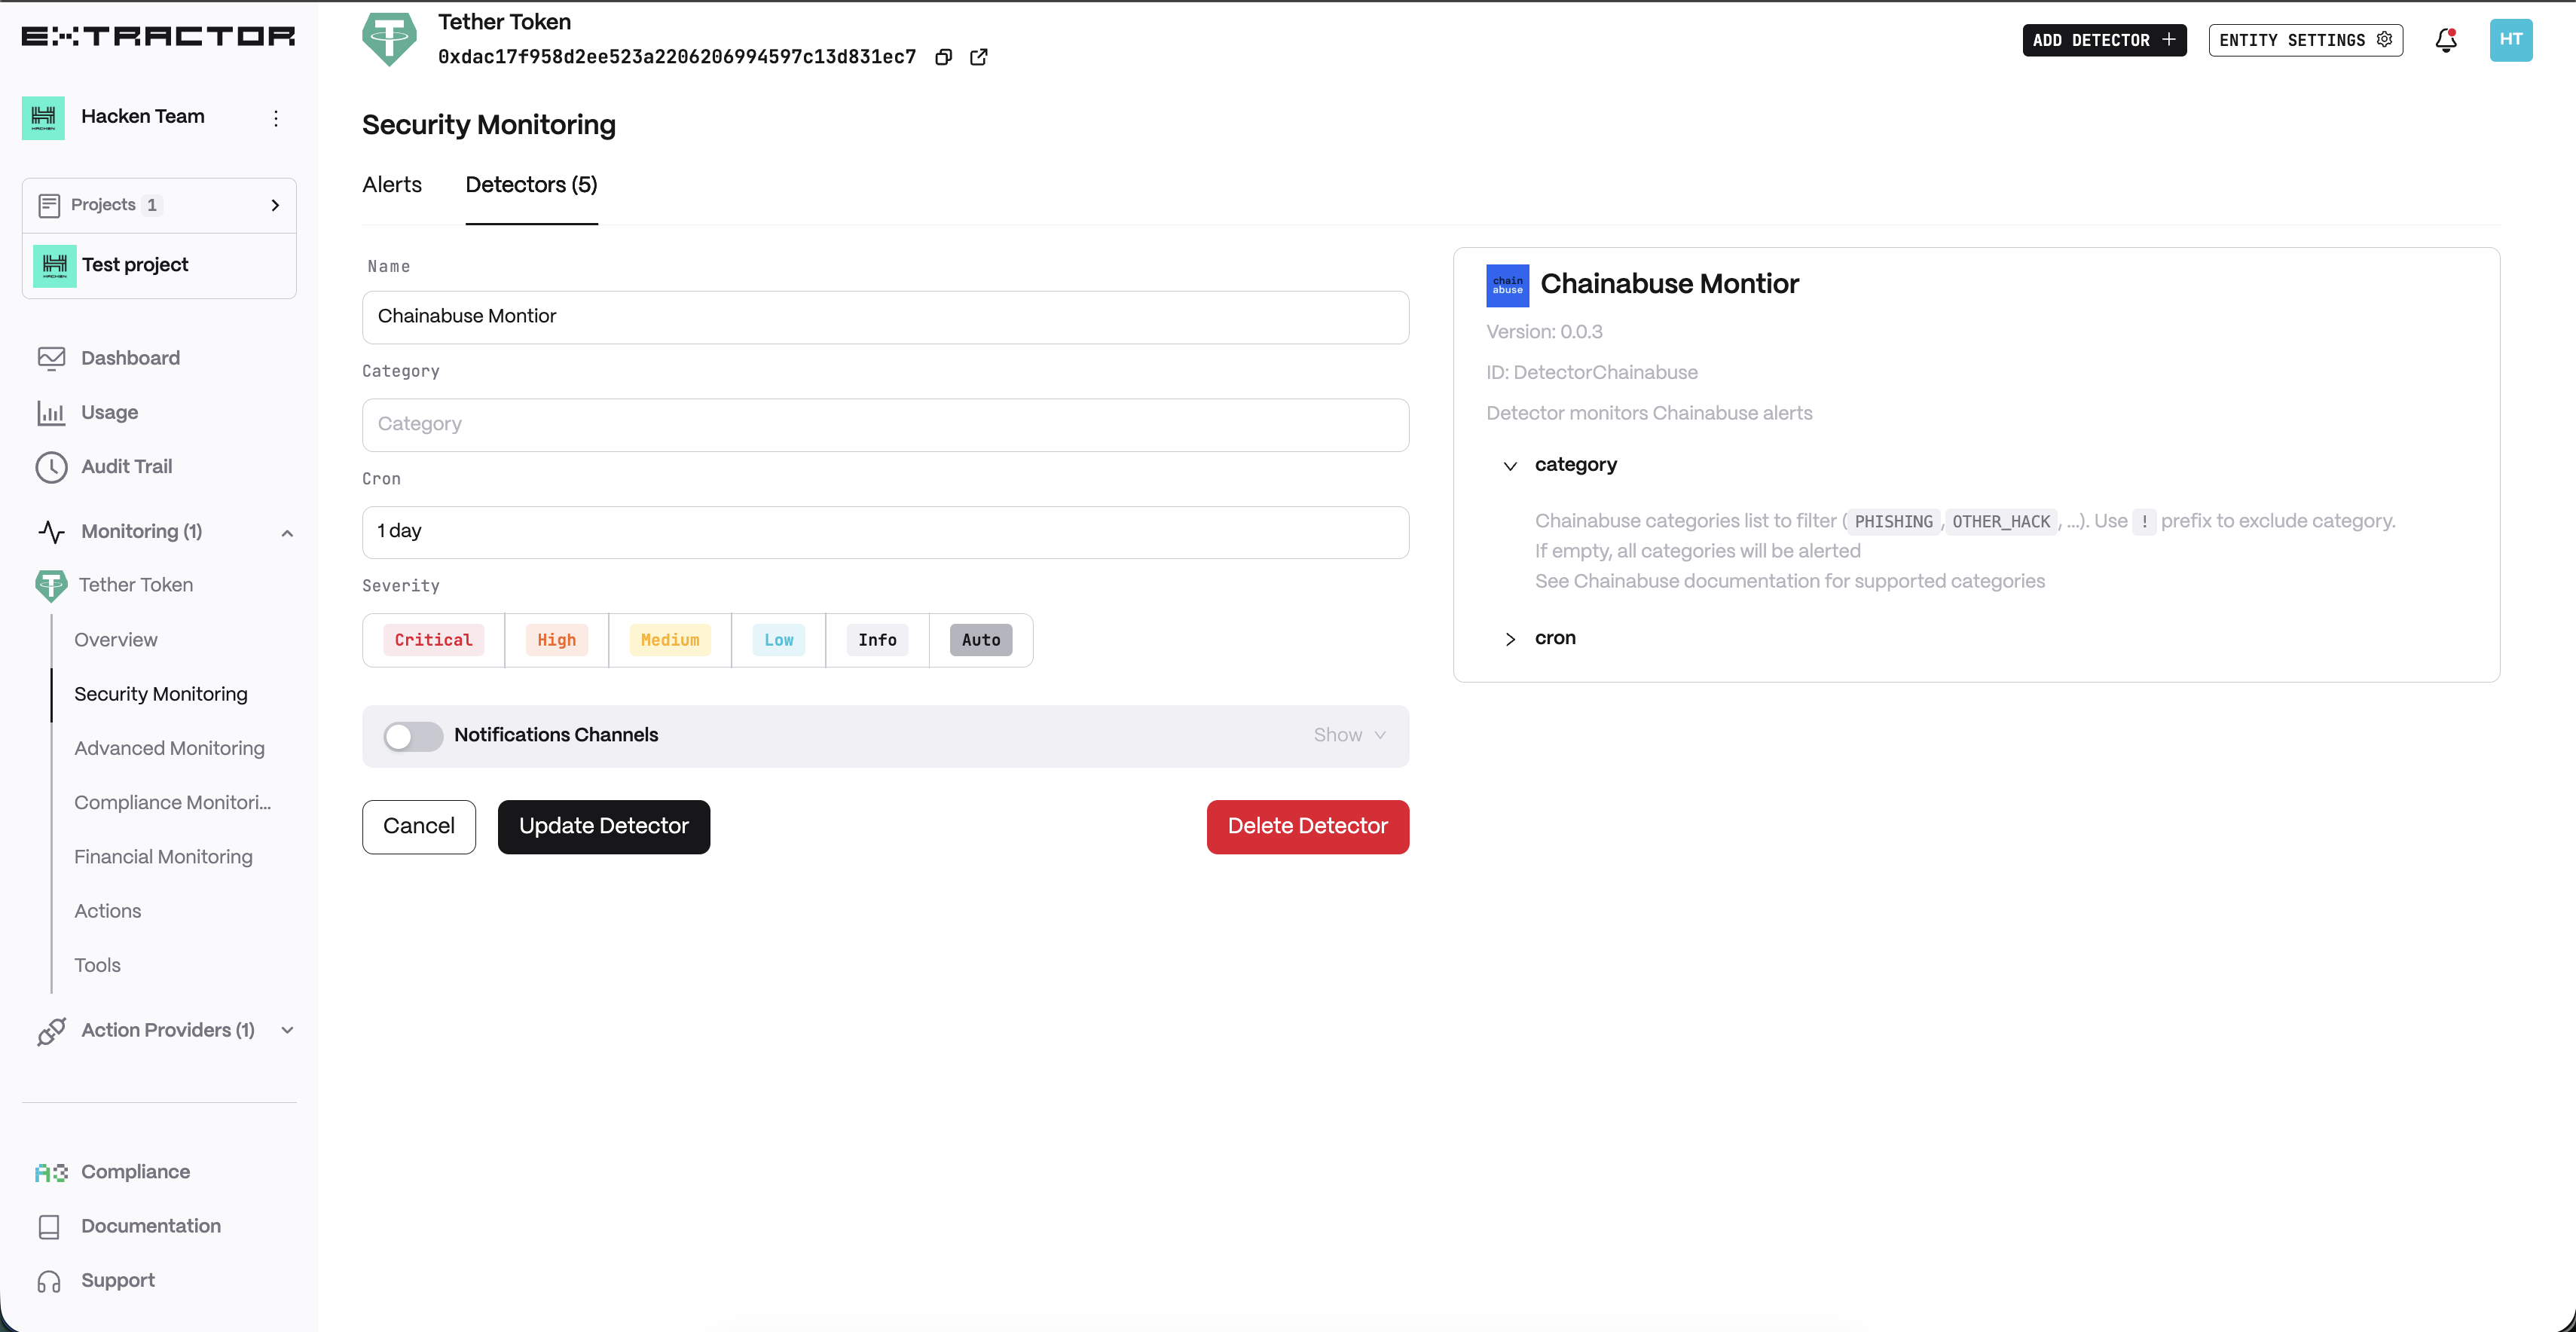 EXTRACTOR
Hacken Team
HACKEN
Projects 1
HACKEN
Test project
Dashboard
Usage
Audit Trail
Monitoring (1)
Tether Token
Overview
Security Monitoring
Advanced Monitoring
Compliance Monitori...
Financial Monitoring
Actions
Tools
Action Providers (1)
Compliance
Documentation
Support
Tether Token
0xdac17f958d2ee523a2206206994597c13d831ec7
ADD DETECTOR
ENTITY SETTINGS
HT
Security Monitoring
Alerts
Detectors (5)
Name
Chainabuse Montior
Category
Category
Cron
1 day
Severity
Critical
High
Medium
Low
Info
Auto
Notifications Channels
Show
Cancel
Update Detector
Delete Detector
chain
abuse
Chainabuse Montior
Version: 0.0.3
ID: DetectorChainabuse
Detector monitors Chainabuse alerts
category
Chainabuse categories list to filter ( PHISHING , OTHER_HACK , ...). Use ! prefix to exclude category.
If empty, all categories will be alerted
See Chainabuse documentation for supported categories
cron